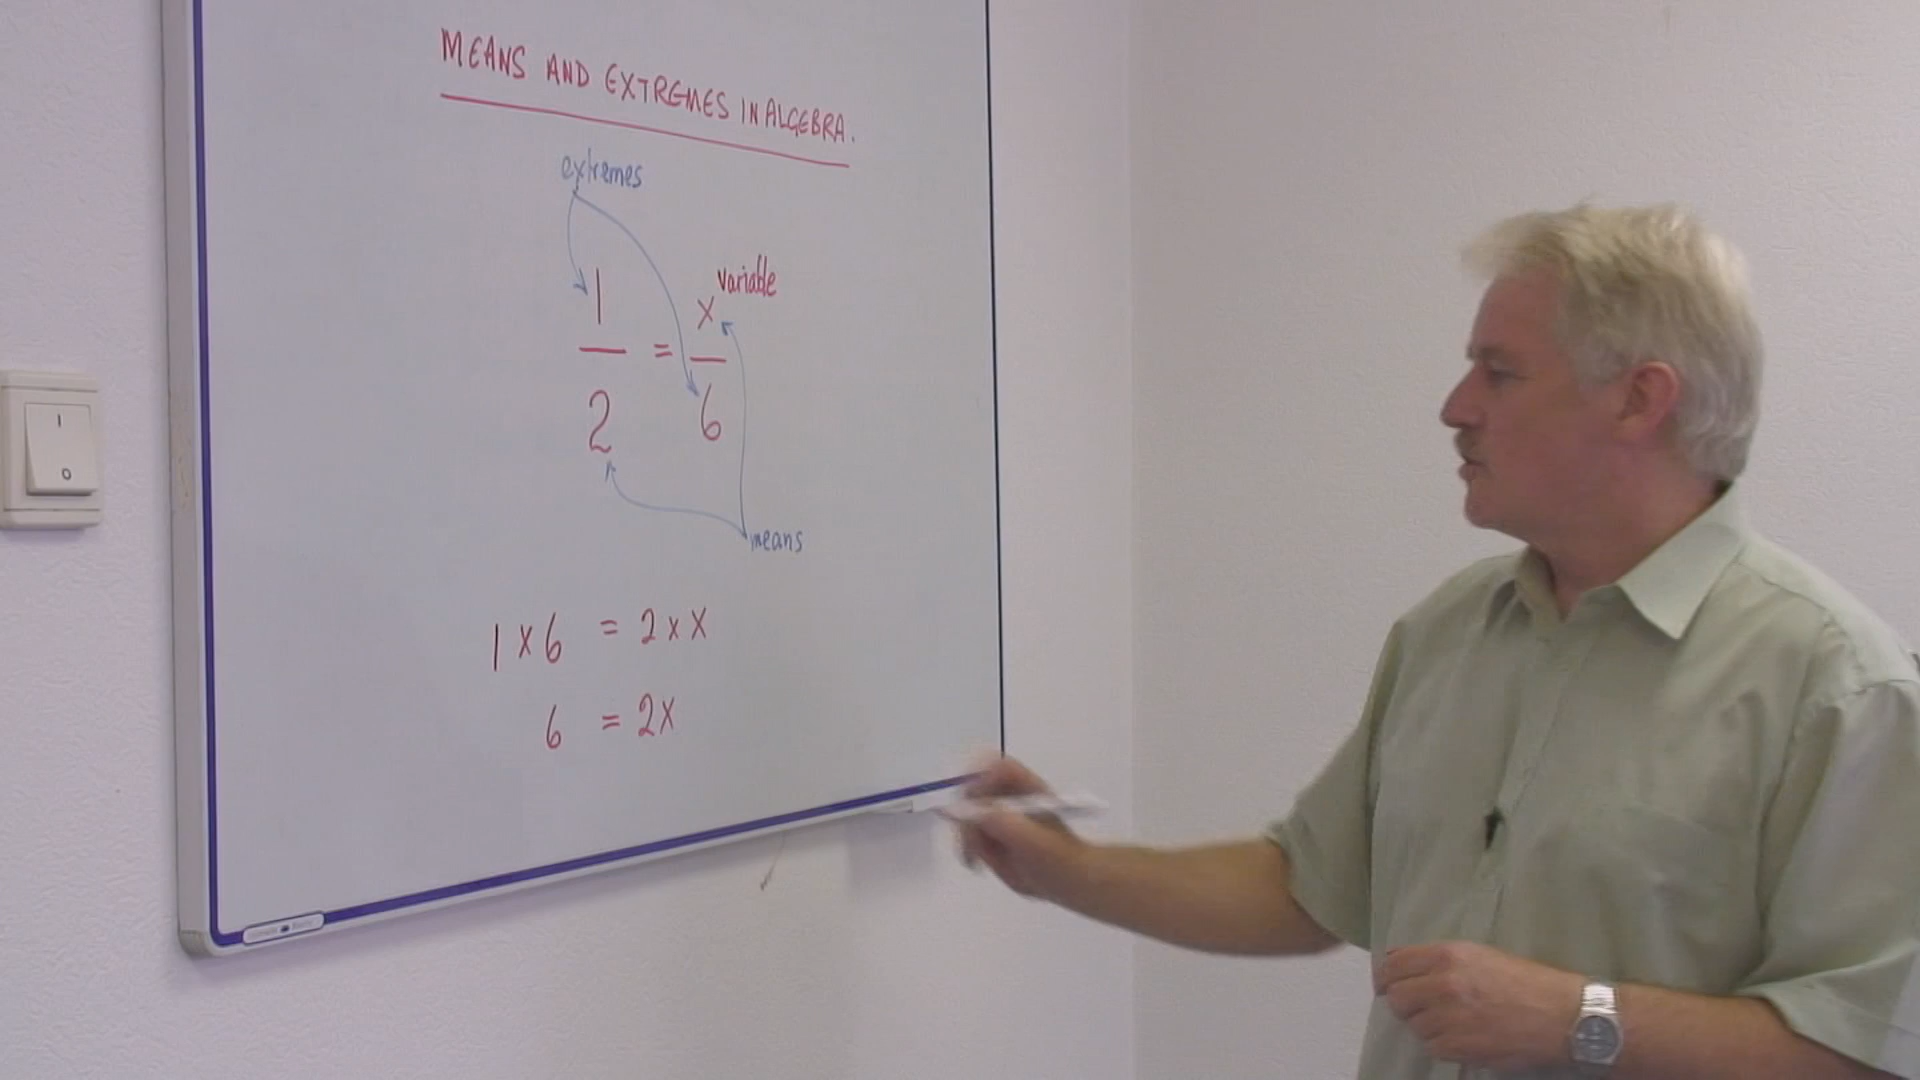 MEANS AND EXTREMES IN ALGEBRA.
extremes
variable
1 = x
2 6
means
1 x 6 = 2 x X
6 = 2X